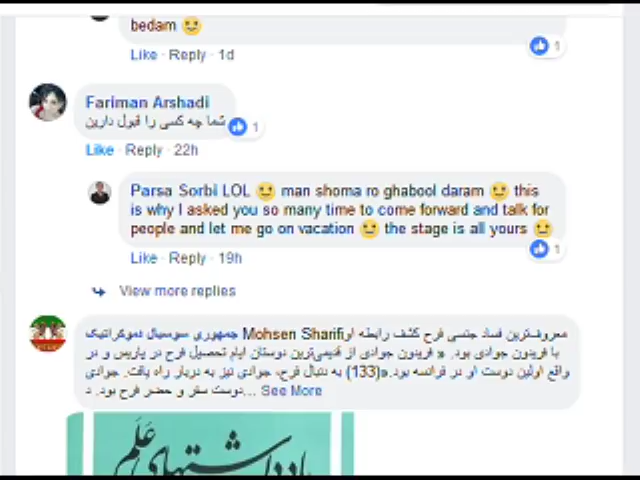 bedam
Like · Reply · 1d
1
Fariman Arshadi
شما چه کسی را قبول دارین
1
Like · Reply · 22h
Parsa Sorbi LOL man shoma ro ghabool daram this
is why I asked you so many time to come forward and talk for
people and let me go on vacation the stage is all yours
1
Like · Reply · 19h
View more replies
جمهوری سوسیال دموکراتیک Mohsen Sharifi معروفترین فساد جنسی فرح کشف رابطه او
با فریدون جوادی بود. « فریدون جوادی از قدیمی‌ترین دوستان ایام تحصیل فرح در پاریس و در
واقع اولین دوست او در فرانسه بود.»(133) به دنبال فرح، جوادی نیز به دربار راه یافت. جوادی
دوست سفر و حضر فرح بود. د... See More
یادداشتهای عَلَم